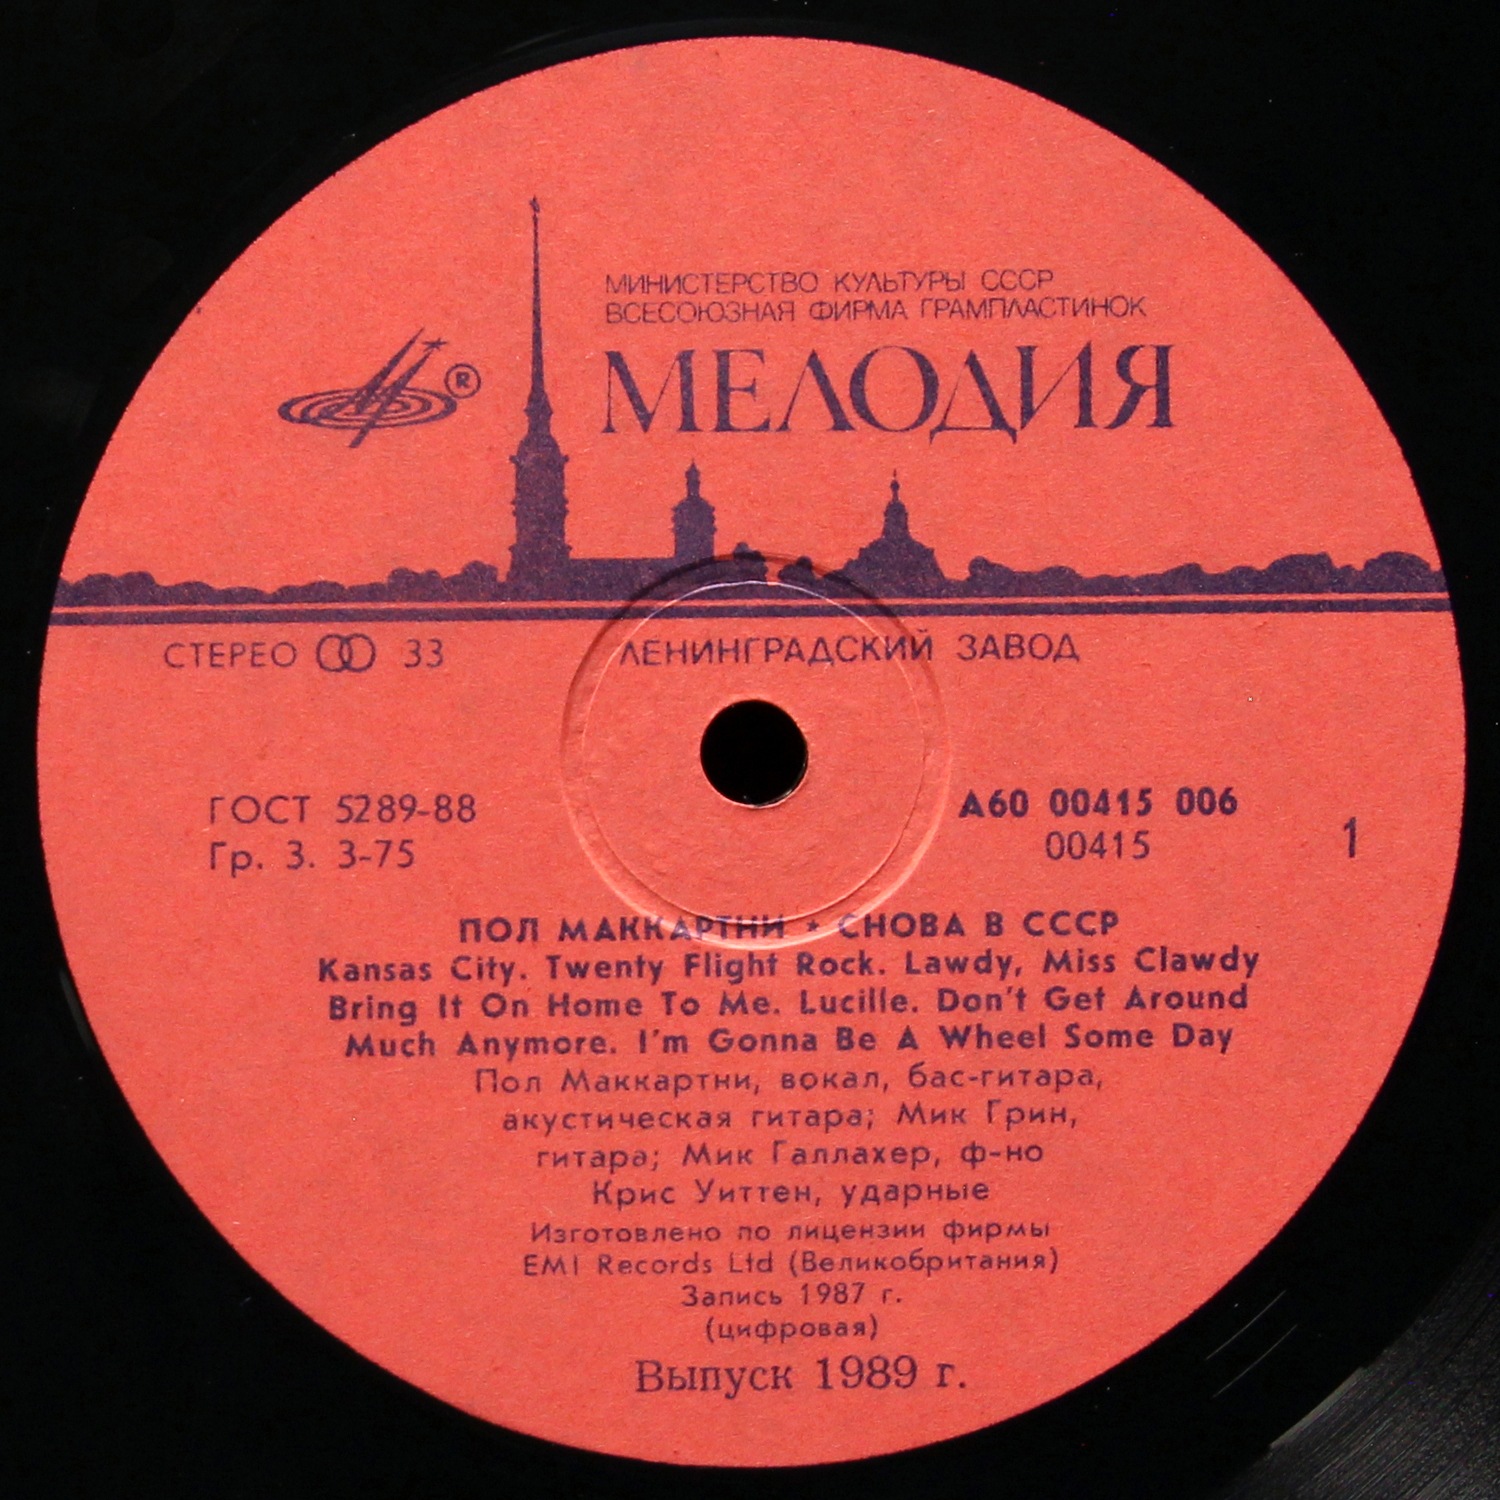 МИНИСТЕРСТВО КУЛЬТУРЫ СССР
ВСЕСОЮЗНАЯ ФИРМА ГРАМПЛАСТИНОК
МЕЛОДИЯ
®
СТЕРЕО 33
ЛЕНИНГРАДСКИЙ ЗАВОД
ГОСТ 5289-88
Гр. 3. 3-75
А60 00415 006
00415
1
ПОЛ МАККАРТНИ ★ СНОВА В СССР
Kansas City. Twenty Flight Rock. Lawdy, Miss Clawdy
Bring It On Home To Me. Lucille. Don't Get Around
Much Anymore. I'm Gonna Be A Wheel Some Day
Пол Маккартни, вокал, бас-гитара,
акустическая гитара; Мик Грин,
гитара; Мик Галлахер, ф-но
Крис Уиттен, ударные
Изготовлено по лицензии фирмы
EMI Records Ltd (Великобритания)
Запись 1987 г.
(цифровая)
Выпуск 1989 г.